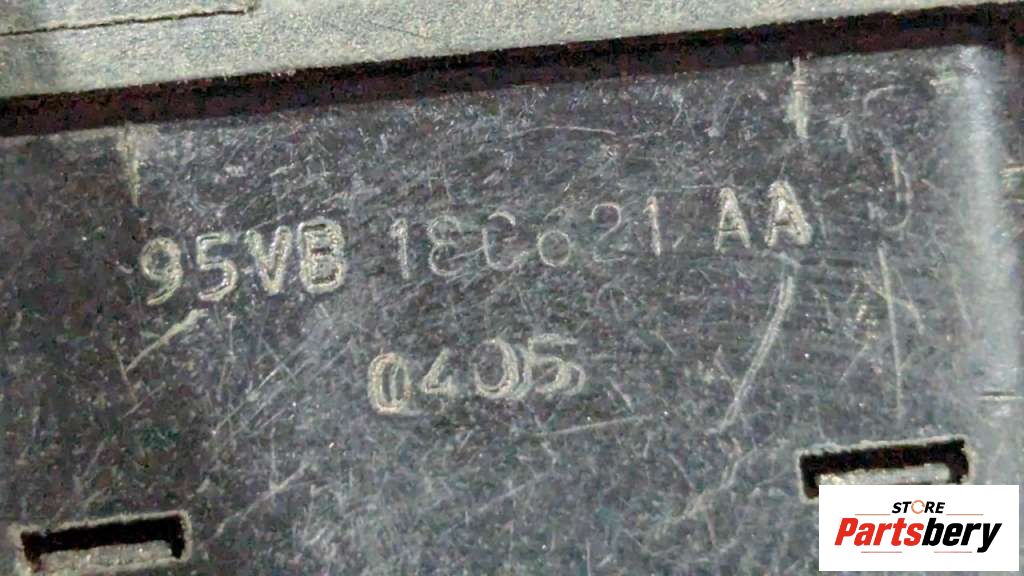 95VB 18C621 AA
0405
STORE
Partsbery